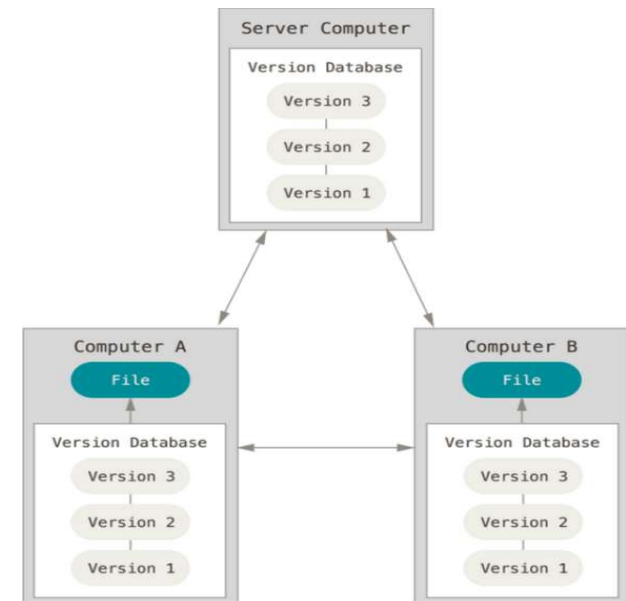 Server Computer
Version Database
Version 3
Version 2
Version 1
Computer A
File
Version Database
Version 3
Version 2
Version 1
Computer B
File
Version Database
Version 3
Version 2
Version 1